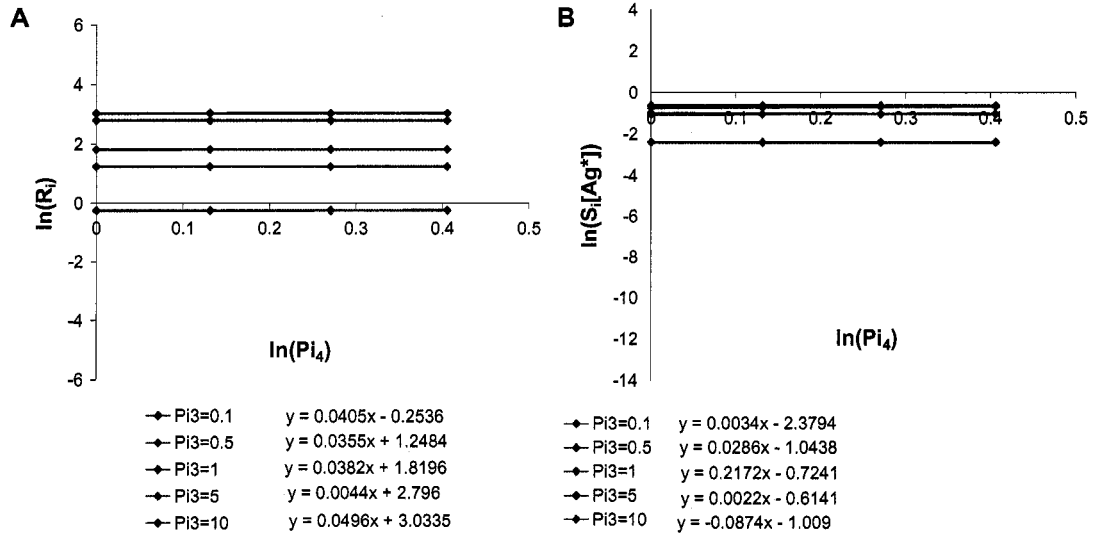 A
B
6
4
2
0
-2
-4
-6
0
0.1
0.2
0.3
0.4
0.5
ln(Rᵢ)
ln(Pi₄)
4
2
0
-2
-4
-6
-8
-10
-12
-14
0
0.1
0.2
0.3
0.4
0.5
ln(Sᵢ[Ag*])
ln(Pi₄)
Pi3=0.1 y = 0.0405x - 0.2536
Pi3=0.5 y = 0.0355x + 1.2484
Pi3=1 y = 0.0382x + 1.8196
Pi3=5 y = 0.0044x + 2.796
Pi3=10 y = 0.0496x + 3.0335
Pi3=0.1 y = 0.0034x - 2.3794
Pi3=0.5 y = 0.0286x - 1.0438
Pi3=1 y = 0.2172x - 0.7241
Pi3=5 y = 0.0022x - 0.6141
Pi3=10 y = -0.0874x - 1.009